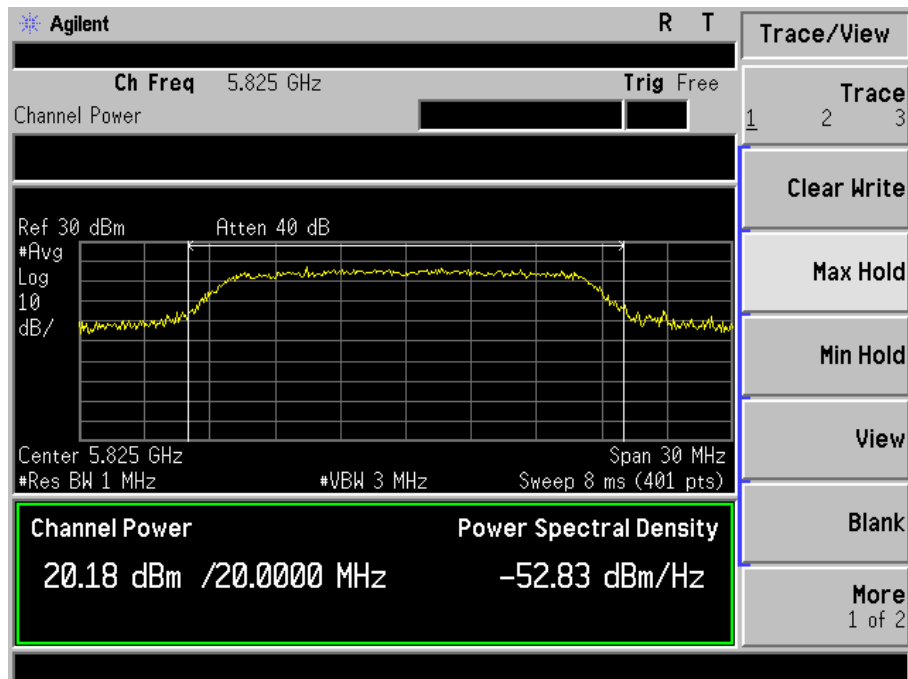 Agilent R T
Ch Freq 5.825 GHz Trig Free
Channel Power
Ref 30 dBm Atten 40 dB
#Avg
Log
10
dB/
Center 5.825 GHz Span 30 MHz
#Res BW 1 MHz #VBW 3 MHz Sweep 8 ms (401 pts)
Channel Power Power Spectral Density
20.18 dBm /20.0000 MHz -52.83 dBm/Hz
Trace/View
Trace
1 2 3
Clear Write
Max Hold
Min Hold
View
Blank
More
1 of 2